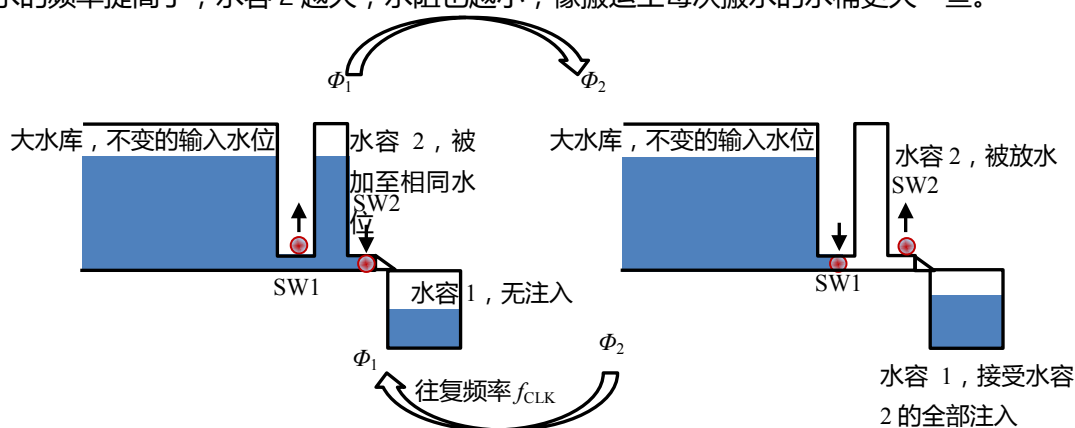 水的频率提高了，水容 2 越大，水阻也越小，像搬运工每次搬水的水桶更大一些。
Φ1
Φ2
大水库，不变的输入水位
水容 2，被
加至相同水
位
SW2
SW1
水容 1，无注入
大水库，不变的输入水位
水容 2，被放水
SW2
SW1
Φ1
往复频率 fCLK
Φ2
水容 1，接受水容
2 的全部注入